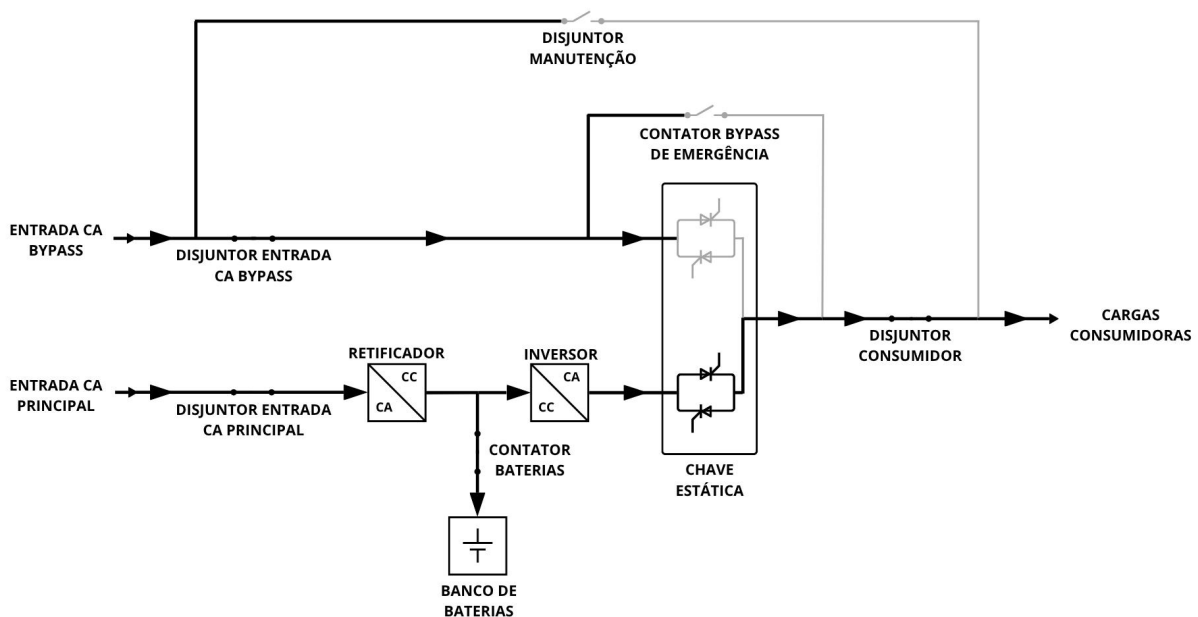 DISJUNTOR
MANUTENÇÃO
CONTATOR BYPASS
DE EMERGÊNCIA
ENTRADA CA
BYPASS
DISJUNTOR ENTRADA
CA BYPASS
CARGAS
CONSUMIDORAS
DISJUNTOR
CONSUMIDOR
RETIFICADOR
CC
CA
INVERSOR
CA
CC
ENTRADA CA
PRINCIPAL
DISJUNTOR ENTRADA
CA PRINCIPAL
CONTATOR
BATERIAS
CHAVE
ESTÁTICA
BANCO DE
BATERIAS